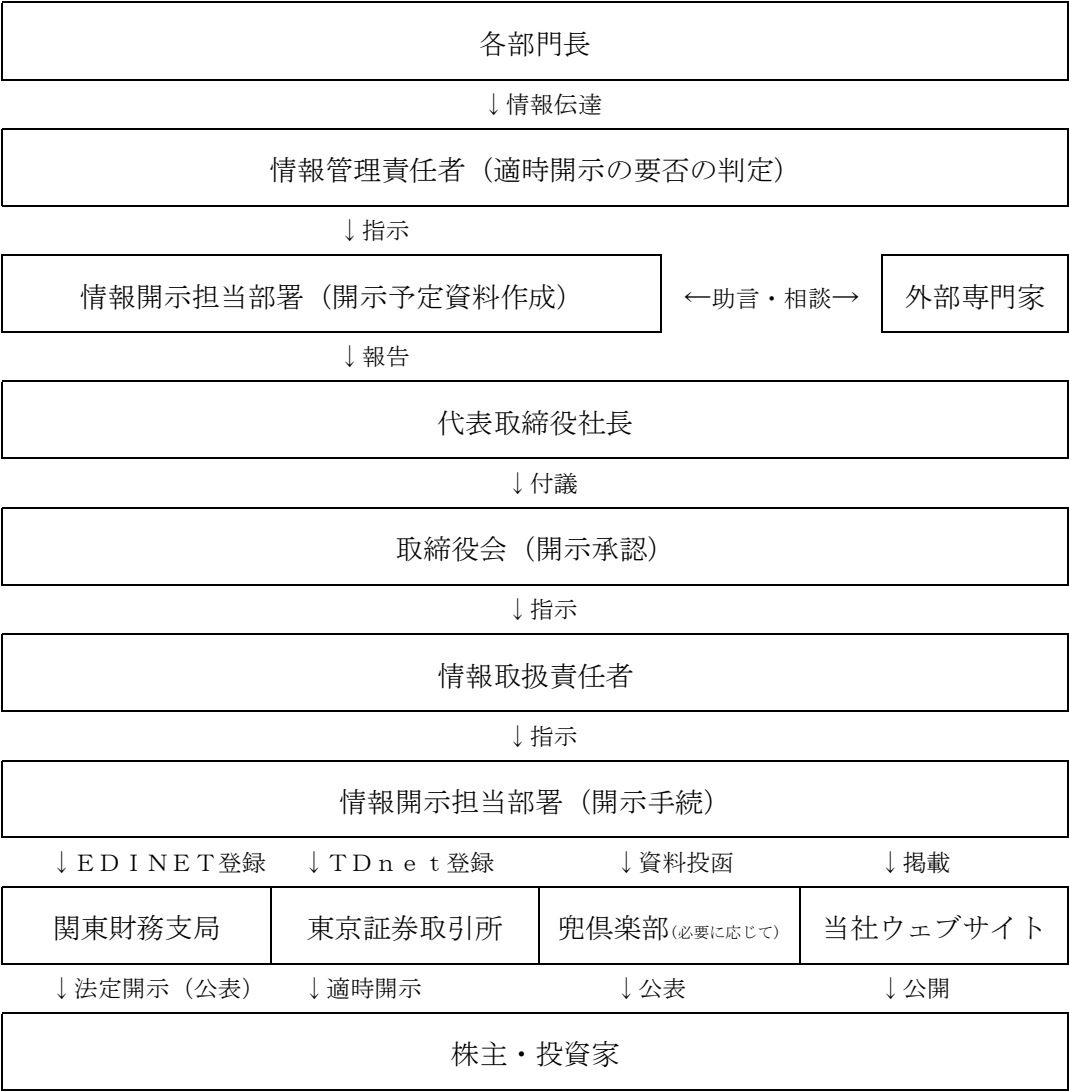 各部門長
↓情報伝達
情報管理責任者（適時開示の要否の判定）
↓指示
情報開示担当部署（開示予定資料作成） ←助言・相談→ 外部専門家
↓報告
代表取締役社長
↓付議
取締役会（開示承認）
↓指示
情報取扱責任者
↓指示
情報開示担当部署（開示手続）
↓ＥＤＩＮＥＴ登録 ↓ＴＤｎｅｔ登録 ↓資料投函 ↓掲載
関東財務支局 東京証券取引所 兜倶楽部(必要に応じて) 当社ウェブサイト
↓法定開示（公表） ↓適時開示 ↓公表 ↓公開
株主・投資家